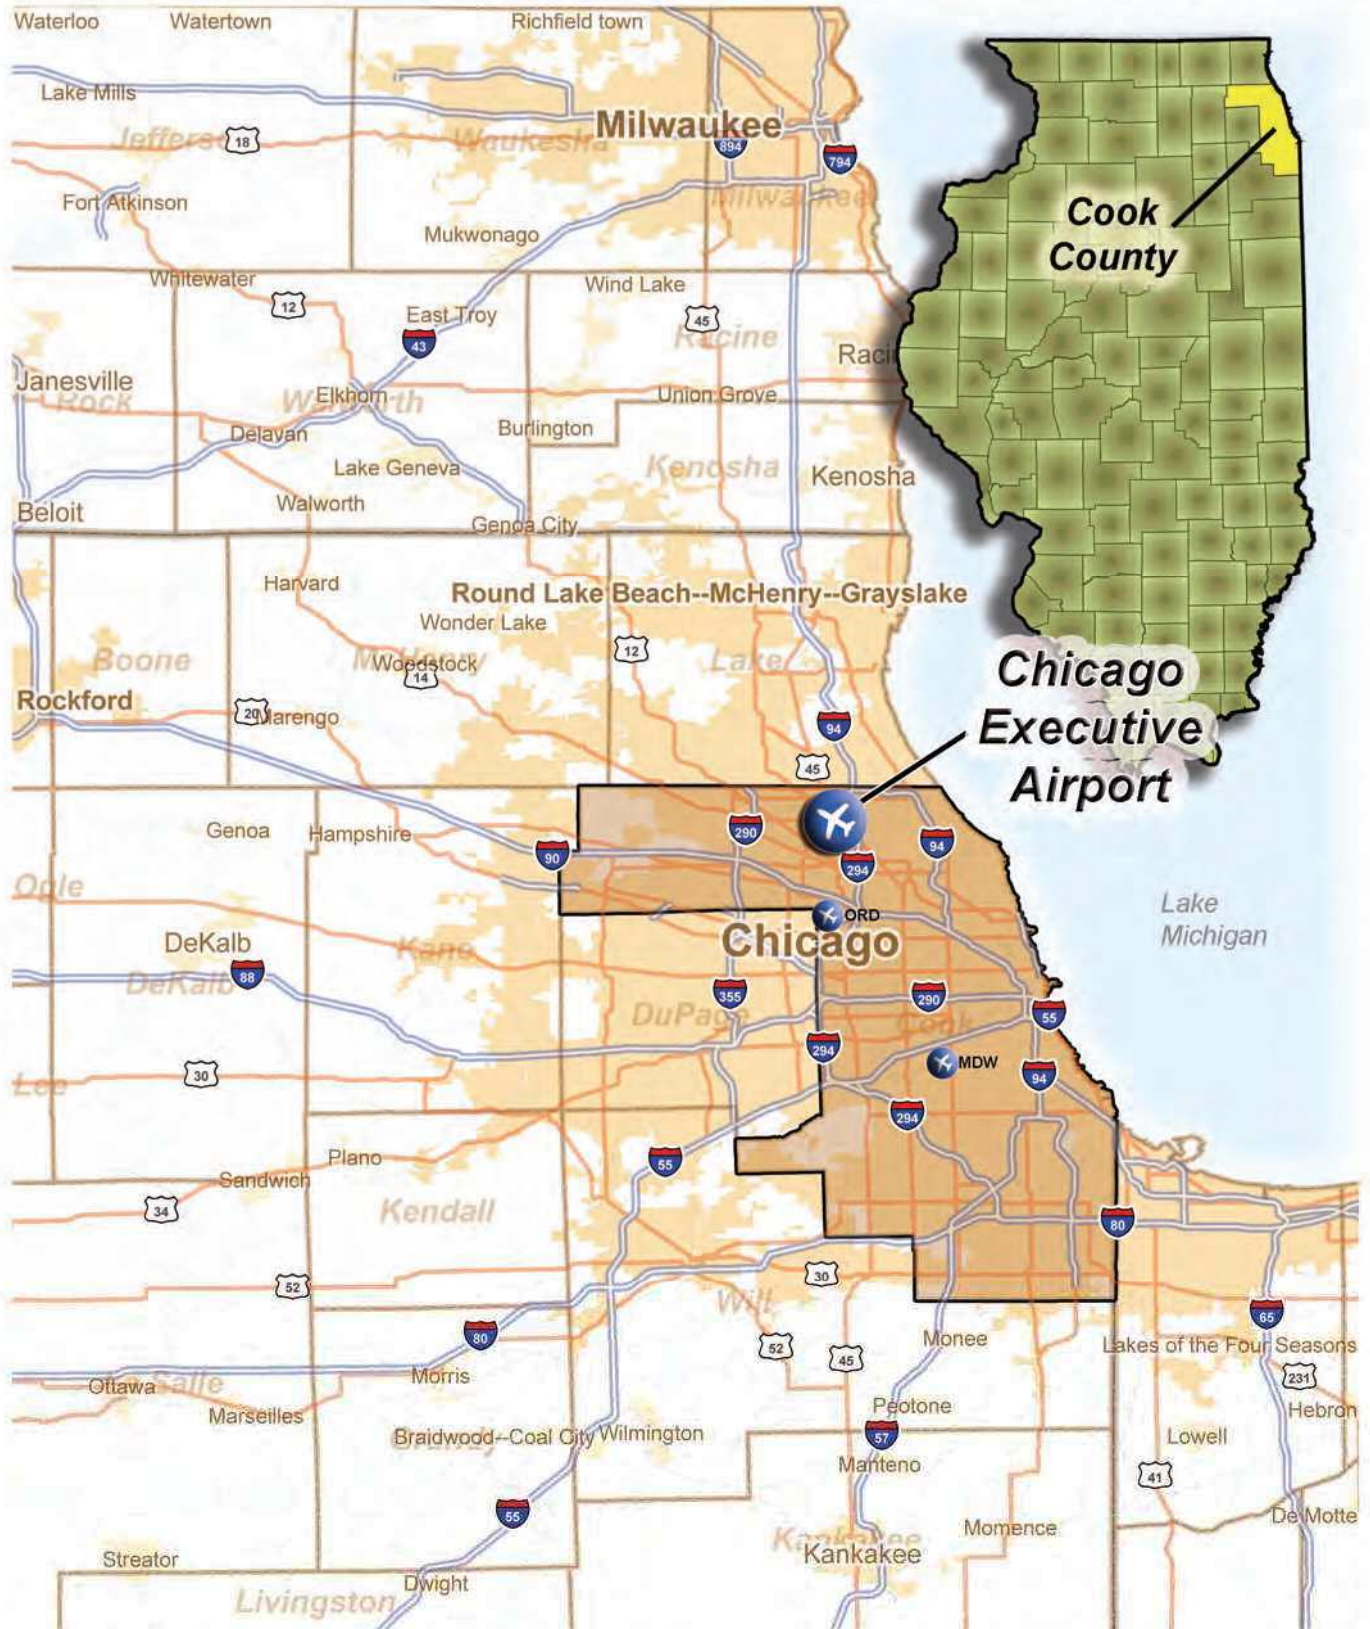 Waterloo
Watertown
Richfield town
Lake Mills
Milwaukee
Jefferson
18
Waukesha
894
794
Milwaukee
Fort Atkinson
Mukwonago
Cook
County
Whitewater
Wind Lake
12
East Troy
45
43
Racine
Racin
Janesville
Rock
Elkhorn
Walworth
Union Grove
Delavan
Burlington
Lake Geneva
Kenosha
Kenosha
Walworth
Beloit
Genoa City
Harvard
Round Lake Beach--McHenry--Grayslake
Wonder Lake
12
Boone
McHenry
Woodstock
14
Lake
Chicago
Executive
Airport
Rockford
20
Marengo
94
45
Genoa
Hampshire
290
94
90
294
Ogle
ORD
Lake
Michigan
DeKalb
Kane
Chicago
DeKalb
88
355
290
DuPage
Cook
55
294
MDW
30
94
Lee
294
Plano
55
Sandwich
34
Kendall
80
30
52
Will
65
80
52
45
Monee
Lakes of the Four Seasons
Morris
231
Ottawa
Salle
Marseilles
Peotone
Hebron
Braidwood--Coal City
Wilmington
57
Lowell
Manteno
41
55
De Motte
Momence
Kankakee
Kankakee
Streator
Dwight
Livingston